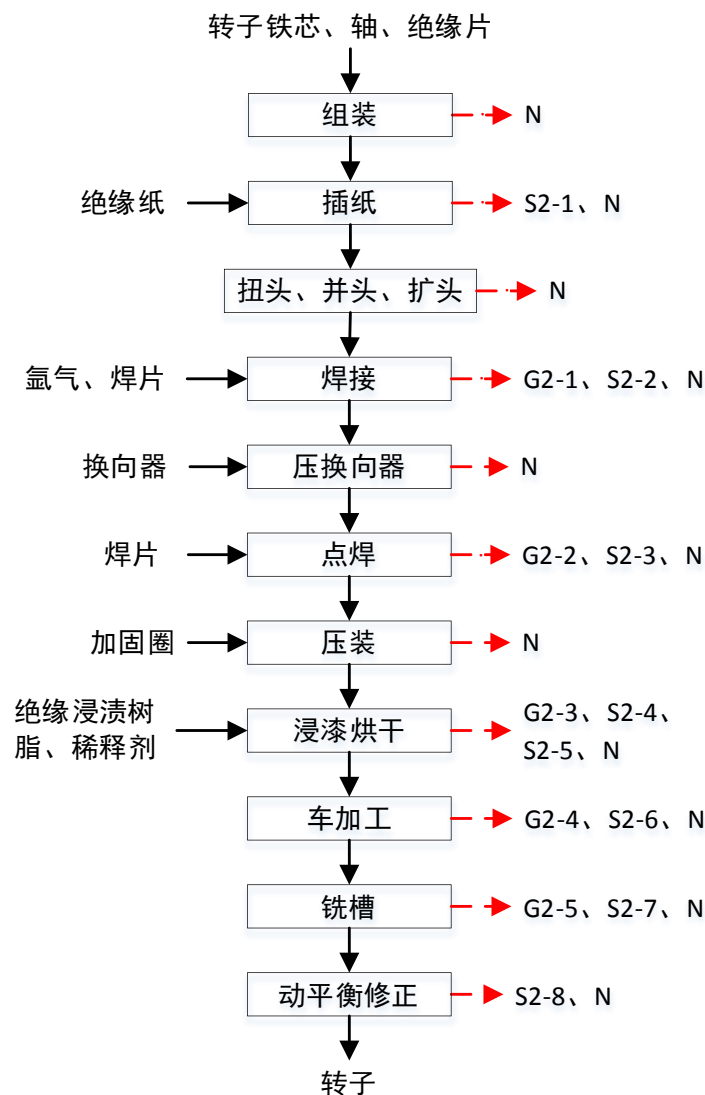 转子铁芯、轴、绝缘片
组装
N
绝缘纸
插纸
S2-1、N
扭头、并头、扩头
N
氩气、焊片
焊接
G2-1、S2-2、N
换向器
压换向器
N
焊片
点焊
G2-2、S2-3、N
加固圈
压装
N
绝缘浸渍树
脂、稀释剂
浸漆烘干
G2-3、S2-4、
S2-5、N
车加工
G2-4、S2-6、N
铣槽
G2-5、S2-7、N
动平衡修正
S2-8、N
转子